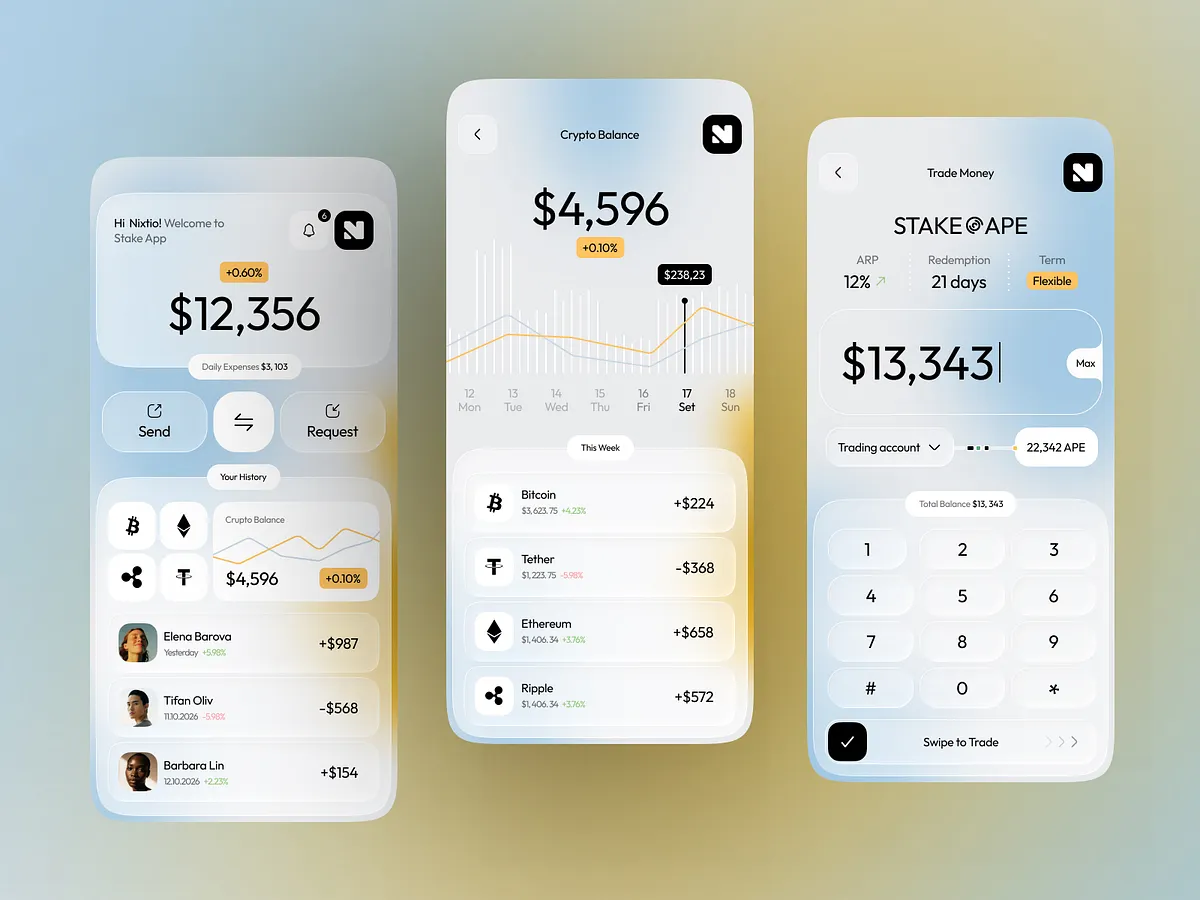 Hi Nixtio! Welcome to
Stake App
6
N
+0.60%
$12,356
Daily Expenses $3,103
Send
Request
Your History
Crypto Balance
$4,596
+0.10%
Elena Barova
Yesterday +5.98%
+$987
Tifan Oliv
11.10.2026 -5.98%
-$568
Barbara Lin
12.10.2026 +2.23%
+$154
Crypto Balance
N
$4,596
+0.10%
$238,23
12 13 14 15 16 17 18
Mon Tue Wed Thu Fri Set Sun
This Week
Bitcoin
$3,623.75 +4.23%
+$224
Tether
$1,223.75 -5.98%
-$368
Ethereum
$1,406.34 +3.76%
+$658
Ripple
$1,406.34 +3.76%
+$572
Trade Money
N
STAKE APE
ARP Redemption Term
12% 21 days Flexible
$13,343
Max
Trading account
22,342 APE
Total Balance $13,343
1 2 3
4 5 6
7 8 9
# 0 *
Swipe to Trade